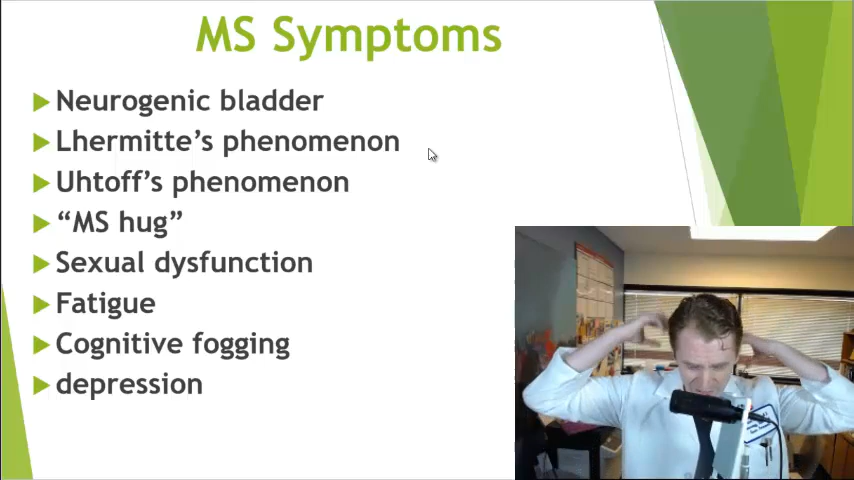 MS Symptoms
Neurogenic bladder
Lhermitte's phenomenon
Uhtoff's phenomenon
“MS hug”
Sexual dysfunction
Fatigue
Cognitive fogging
depression